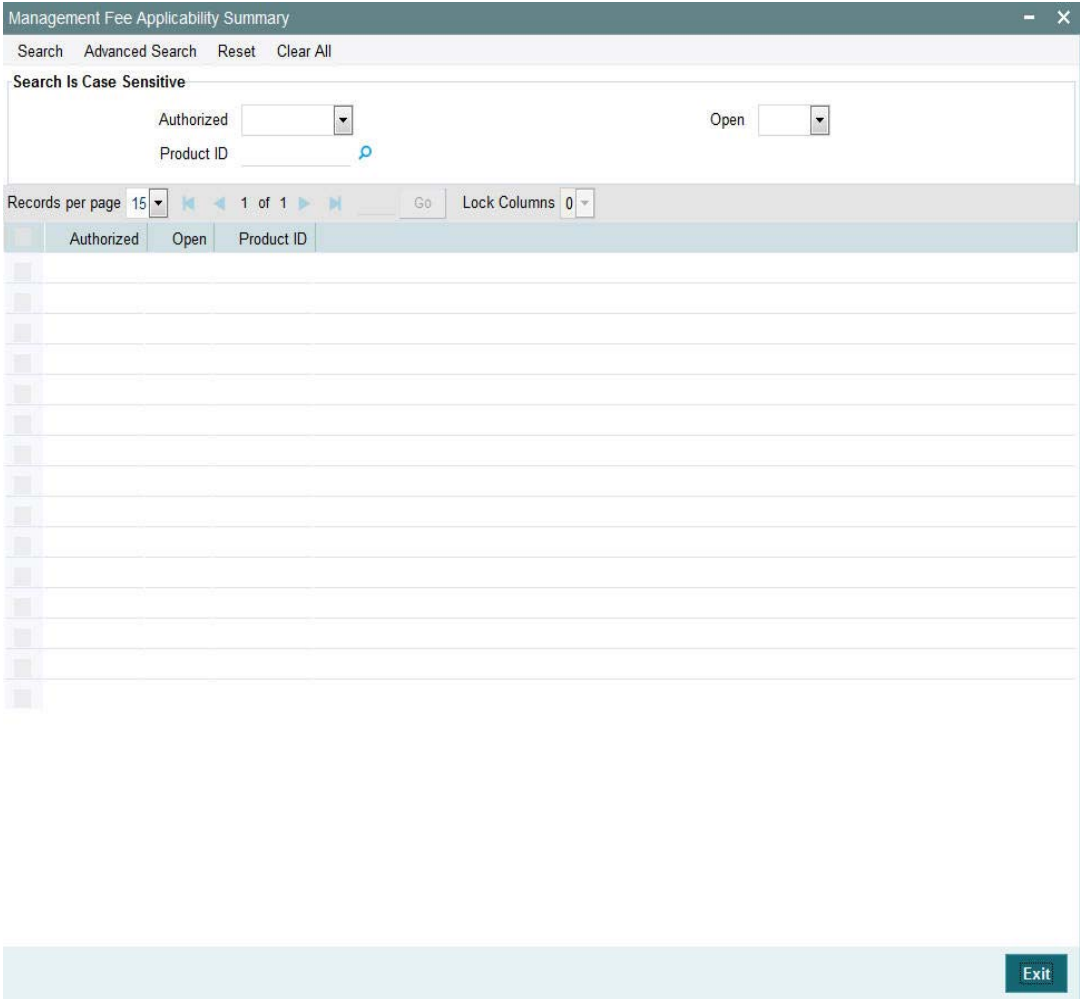 Management Fee Applicability Summary
Search Advanced Search Reset Clear All
Search Is Case Sensitive
Authorized Open
Product ID
Records per page 15 1 of 1 Go Lock Columns 0
Authorized Open Product ID
Exit